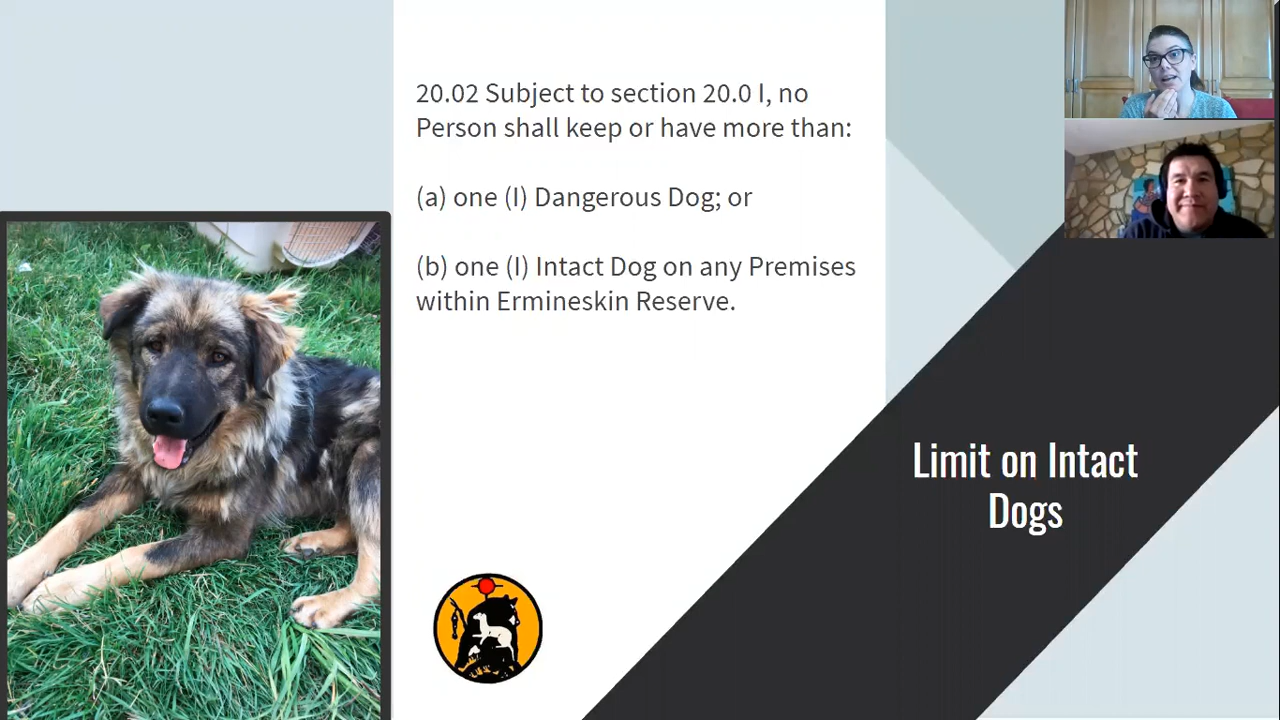 20.02 Subject to section 20.0 I, no
Person shall keep or have more than:
(a) one (I) Dangerous Dog; or
(b) one (I) Intact Dog on any Premises
within Ermineskin Reserve.
Limit on Intact
Dogs